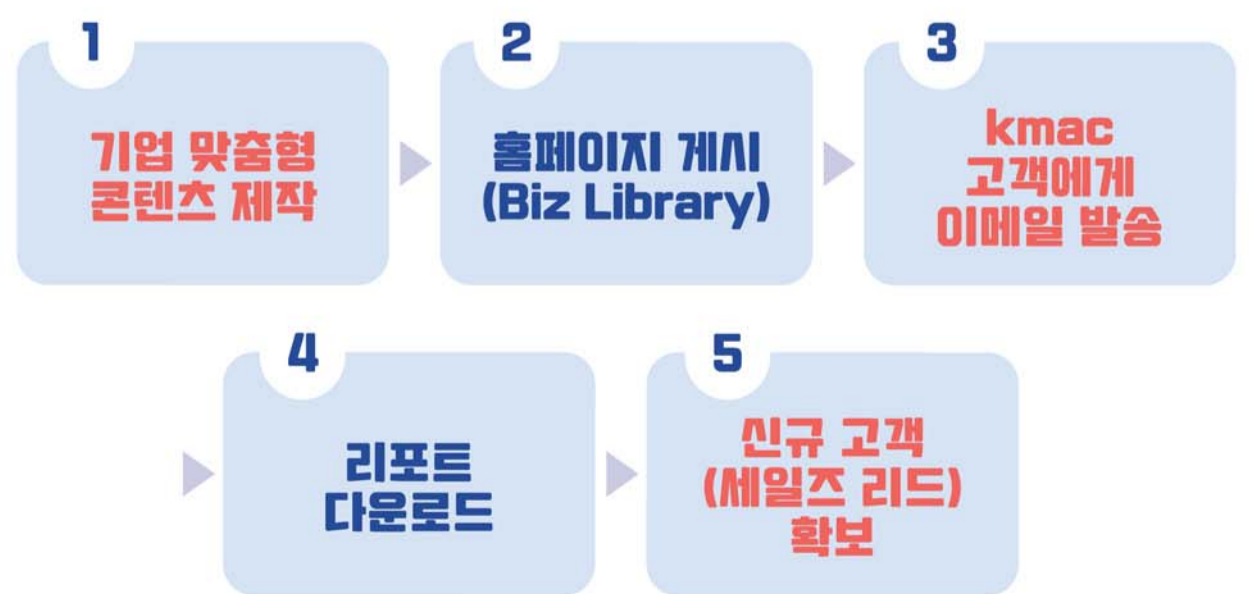 1
기업 맞춤형
콘텐츠 제작
2
홈페이지 게시
(Biz Library)
3
kmac
고객에게
이메일 발송
4
리포트
다운로드
5
신규 고객
(세일즈 리드)
확보